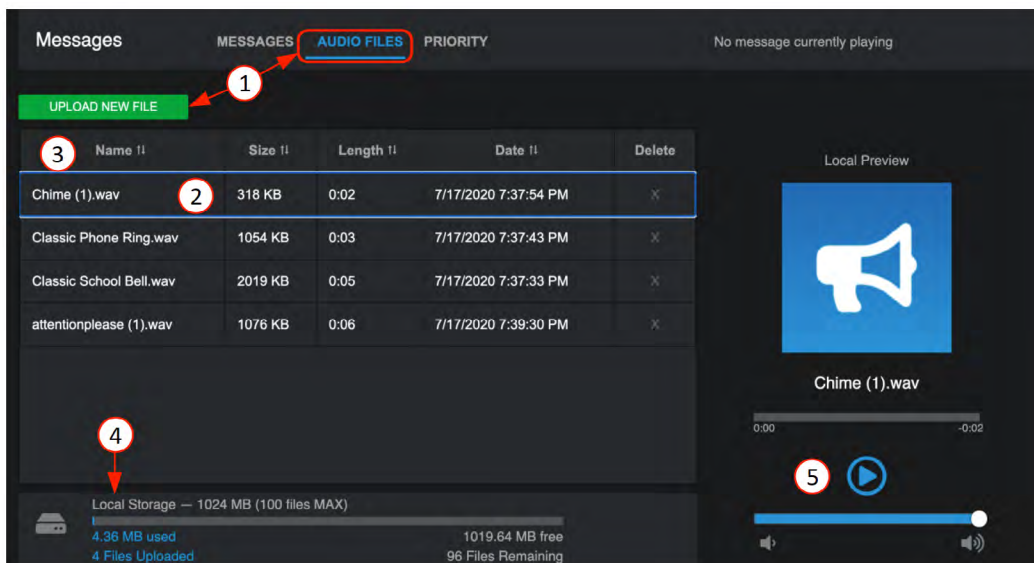 Messages MESSAGES AUDIO FILES PRIORITY No message currently playing
1
UPLOAD NEW FILE
3 Name Size Length Date Delete
Chime (1).wav 2 318 KB 0:02 7/17/2020 7:37:54 PM X
Classic Phone Ring.wav 1054 KB 0:03 7/17/2020 7:37:43 PM X
Classic School Bell.wav 2019 KB 0:05 7/17/2020 7:37:33 PM X
attentionplease (1).wav 1076 KB 0:06 7/17/2020 7:39:30 PM X
4
Local Storage — 1024 MB (100 files MAX)
4.36 MB used 1019.64 MB free
4 Files Uploaded 96 Files Remaining
Local Preview
Chime (1).wav
0:00 -0:02
5